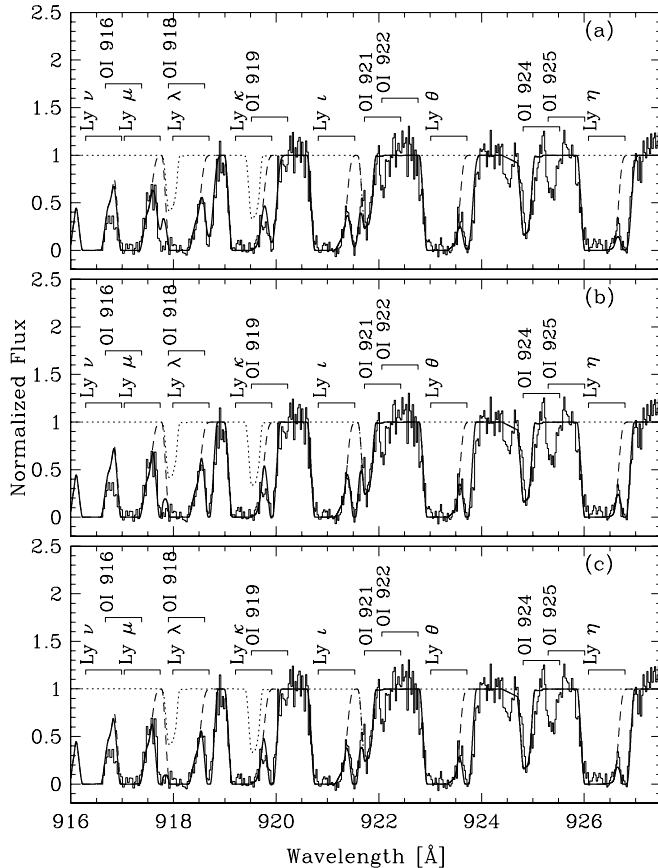 (a)
OI 916
OI 918
OI 919
OI 921
OI 922
OI 924
OI 925
Ly ν
Ly μ
Ly λ
Ly κ
Ly ι
Ly θ
Ly η
2.5
2
1.5
1
0.5
0
(b)
OI 916
OI 918
OI 919
OI 921
OI 922
OI 924
OI 925
Ly ν
Ly μ
Ly λ
Ly κ
Ly ι
Ly θ
Ly η
2.5
2
1.5
1
0.5
0
Normalized Flux
(c)
OI 916
OI 918
OI 919
OI 921
OI 922
OI 924
OI 925
Ly ν
Ly μ
Ly λ
Ly κ
Ly ι
Ly θ
Ly η
2.5
2
1.5
1
0.5
0
916 918 920 922 924 926
Wavelength [Å]